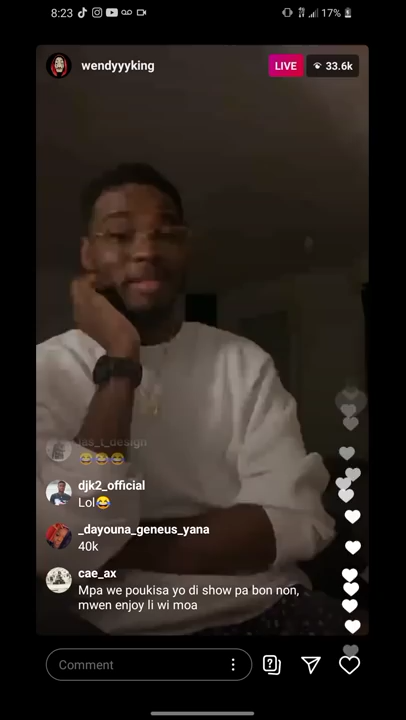 8:23
17%
wendyyyking
LIVE
33.6k
jas_t_design
😂😂😂
djk2_official
Lol😂
_dayouna_geneus_yana
40k
cae_ax
Mpa we poukisa yo di show pa bon non,
mwen enjoy li wi moa
Comment